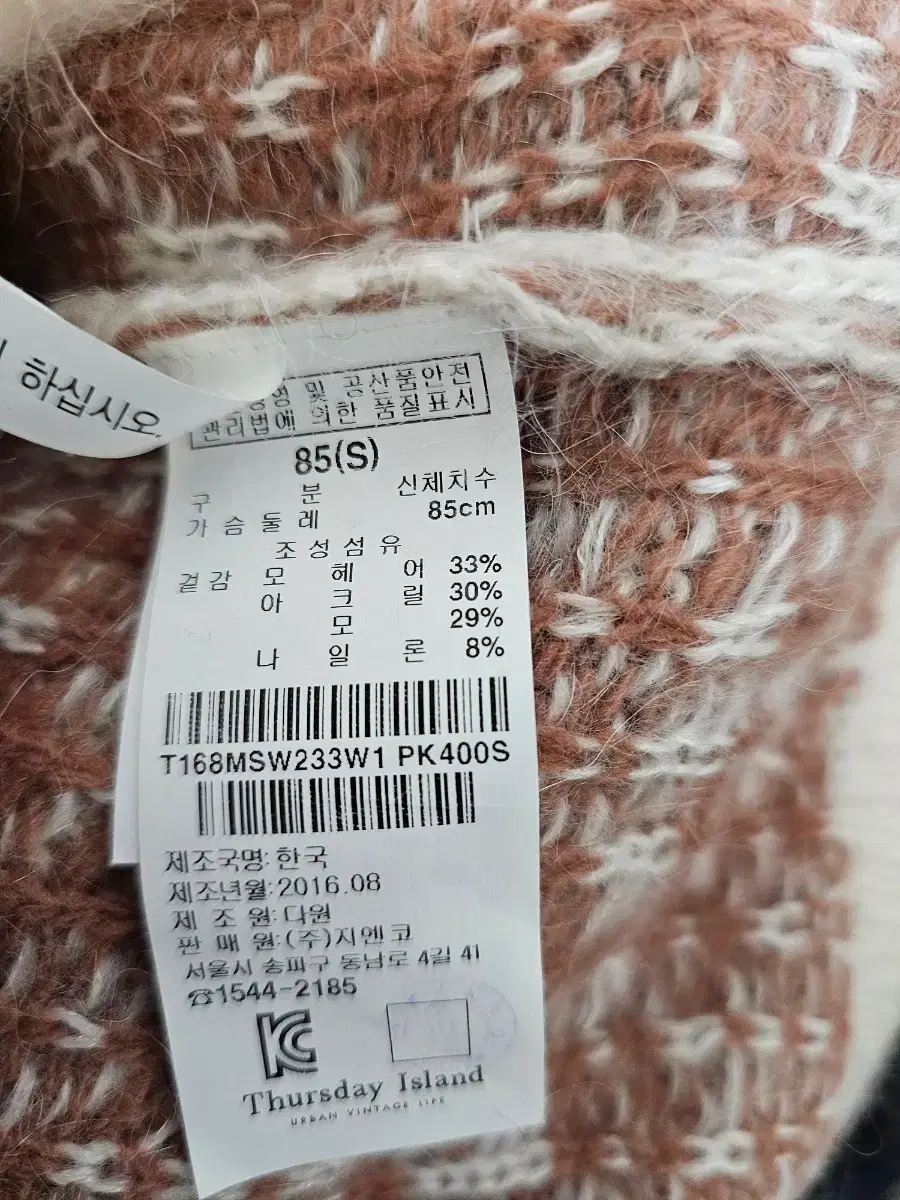 하십시오.
및 공산품안전
관리법에 의한 품질표시
85(S)
구 분 신체치수
가슴둘레 85cm
조성섬유
겉감 모헤어 33%
아크릴 30%
모 29%
나일론 8%
T168MSW233W1 PK400S
제조국명:한국
제조년월:2016.08
제 조 원:다원
판 매 원:(주)지엔코
서울시 송파구 동남로 4길 41
☎1544-2185
Thursday Island
URBAN VINTAGE LIFE